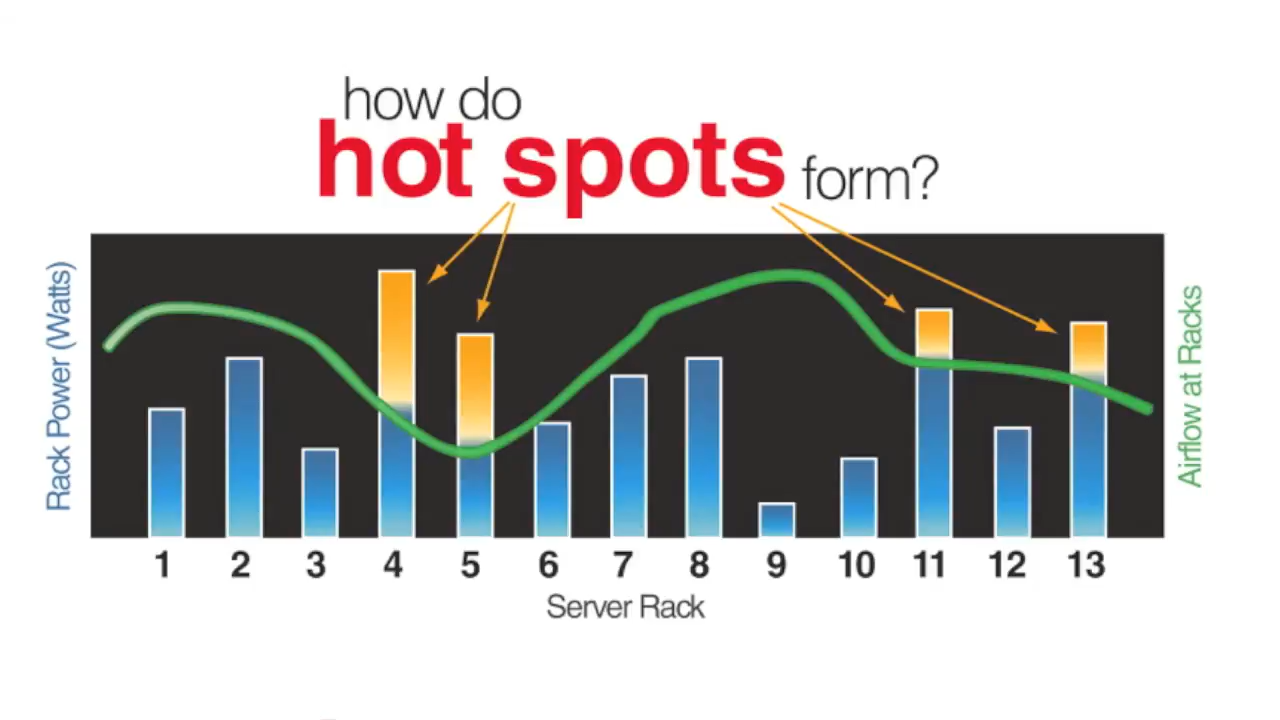 how do
hot spots form?
Rack Power (Watts)
Airflow at Racks
1 2 3 4 5 6 7 8 9 10 11 12 13
Server Rack